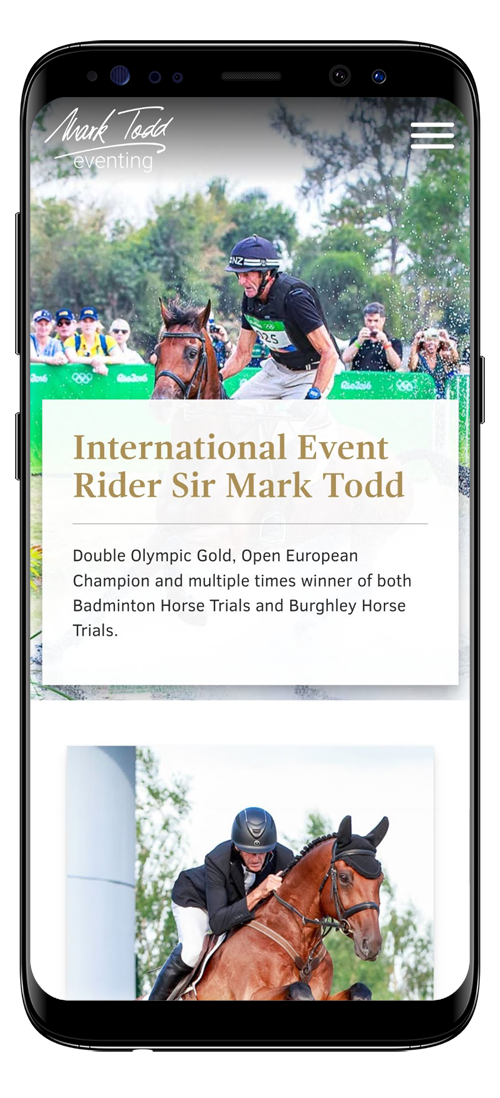 Mark Todd
eventing
NZ
Rio2016
Rio2016
International Event
Rider Sir Mark Todd
Double Olympic Gold, Open European
Champion and multiple times winner of both
Badminton Horse Trials and Burghley Horse
Trials.